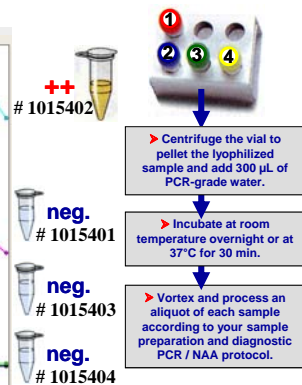 ++
# 1015402
neg.
# 1015401
neg.
# 1015403
neg.
# 1015404
1
2
3
4
➤ Centrifuge the vial to
pellet the lyophilized
sample and add 300 µL of
PCR-grade water.
➤ Incubate at room
temperature overnight or at
37°C for 30 min.
➤ Vortex and process an
aliquot of each sample
according to your sample
preparation and diagnostic
PCR / NAA protocol.